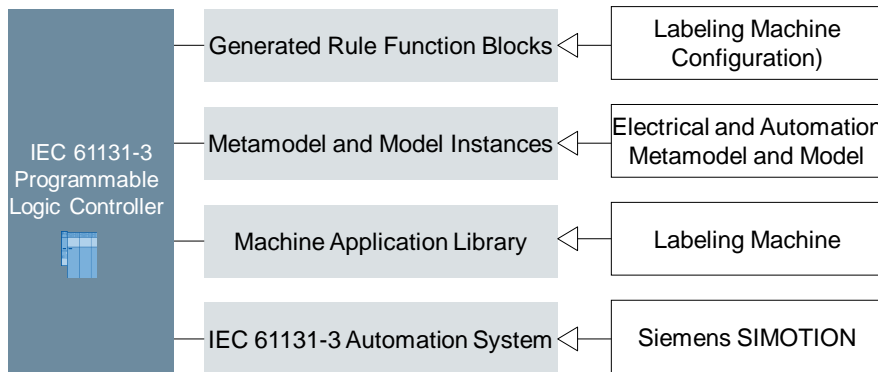 IEC 61131-3
Programmable
Logic Controller
Generated Rule Function Blocks
Labeling Machine
Configuration)
Metamodel and Model Instances
Electrical and Automation
Metamodel and Model
Machine Application Library
Labeling Machine
IEC 61131-3 Automation System
Siemens SIMOTION